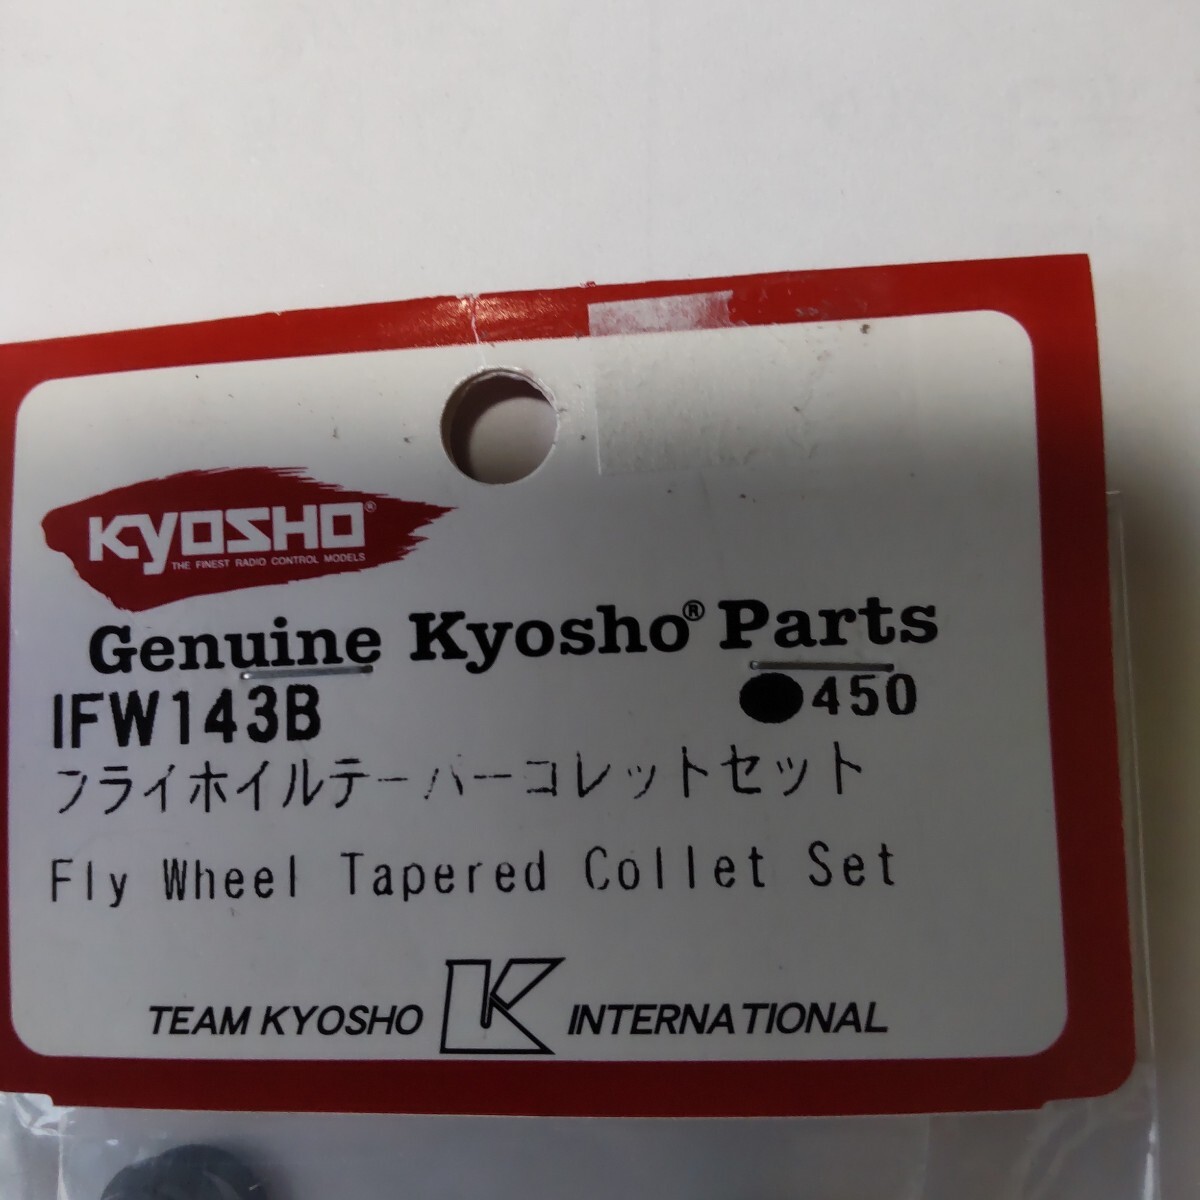 KYOSHO®
THE FINEST RADIO CONTROL MODELS
Genuine Kyosho® Parts
IFW143B ●450
フライホイルテーパーコレットセット
Fly Wheel Tapered Collet Set
TEAM KYOSHO K INTERNATIONAL